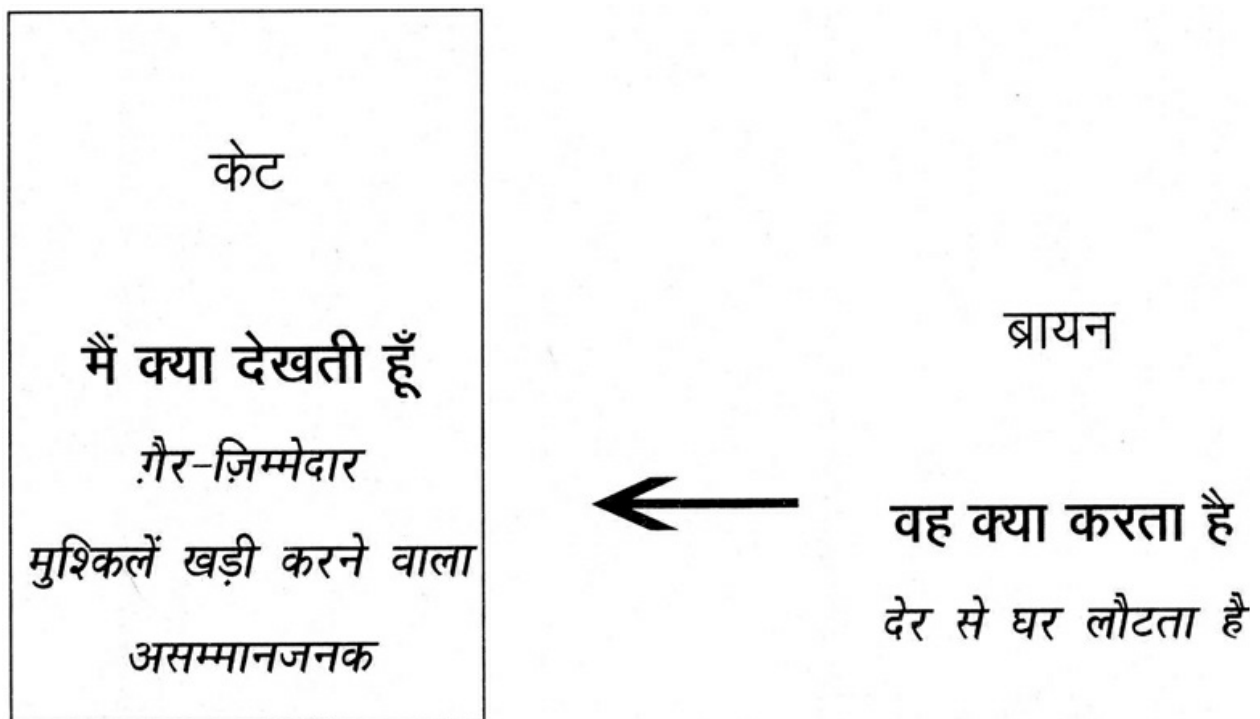 केट
मैं क्या देखती हूँ
ग़ैर-ज़िम्मेदार
मुश्किलें खड़ी करने वाला
असम्मानजनक
ब्रायन
वह क्या करता है
देर से घर लौटता है